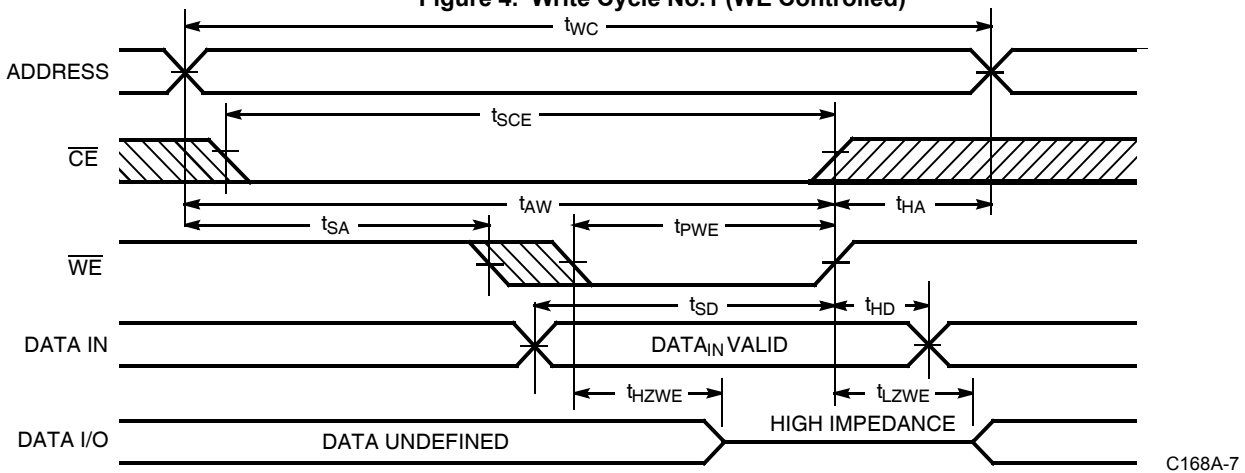 Figure 4. Write Cycle No.1 (WE Controlled)
tWC
ADDRESS
tSCE
CE
tAW
tHA
tSA
tPWE
WE
tSD
tHD
DATA IN
DATAIN VALID
tHZWE
tLZWE
HIGH IMPEDANCE
DATA I/O
DATA UNDEFINED
C168A-7